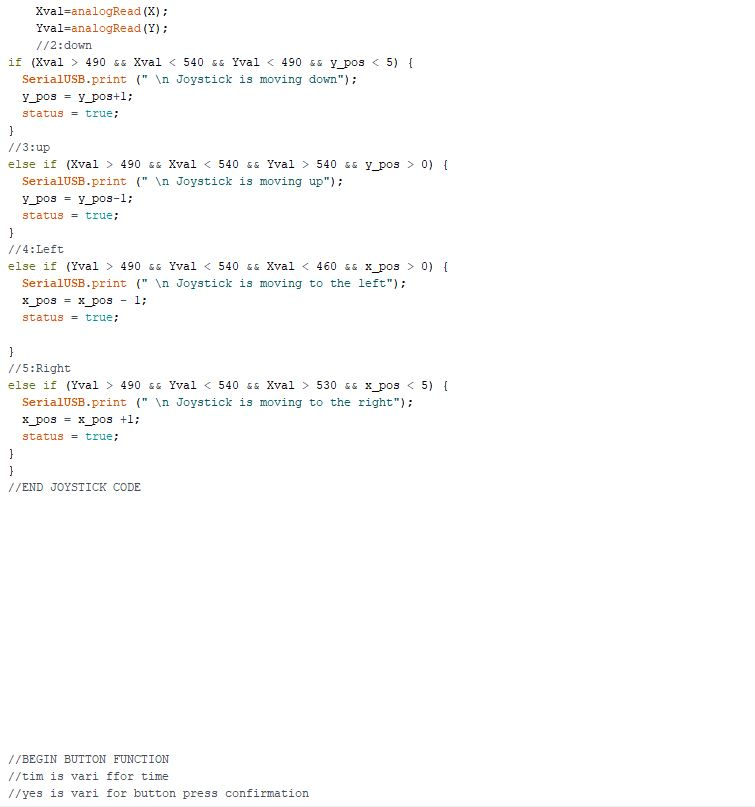 Xval=analogRead(X);
Yval=analogRead(Y);
//2:down
if (Xval > 490 && Xval < 540 && Yval < 490 && y_pos < 5) {
SerialUSB.print (" \n Joystick is moving down");
y_pos = y_pos+1;
status = true;
}
//3:up
else if (Xval > 490 && Xval < 540 && Yval > 540 && y_pos > 0) {
SerialUSB.print (" \n Joystick is moving up");
y_pos = y_pos-1;
status = true;
}
//4:Left
else if (Yval > 490 && Yval < 540 && Xval < 460 && x_pos > 0) {
SerialUSB.print (" \n Joystick is moving to the left");
x_pos = x_pos - 1;
status = true;
}
//5:Right
else if (Yval > 490 && Yval < 540 && Xval > 530 && x_pos < 5) {
SerialUSB.print (" \n Joystick is moving to the right");
x_pos = x_pos +1;
status = true;
}
}
//END JOYSTICK CODE
//BEGIN BUTTON FUNCTION
//tim is vari ffor time
//yes is vari for button press confirmation